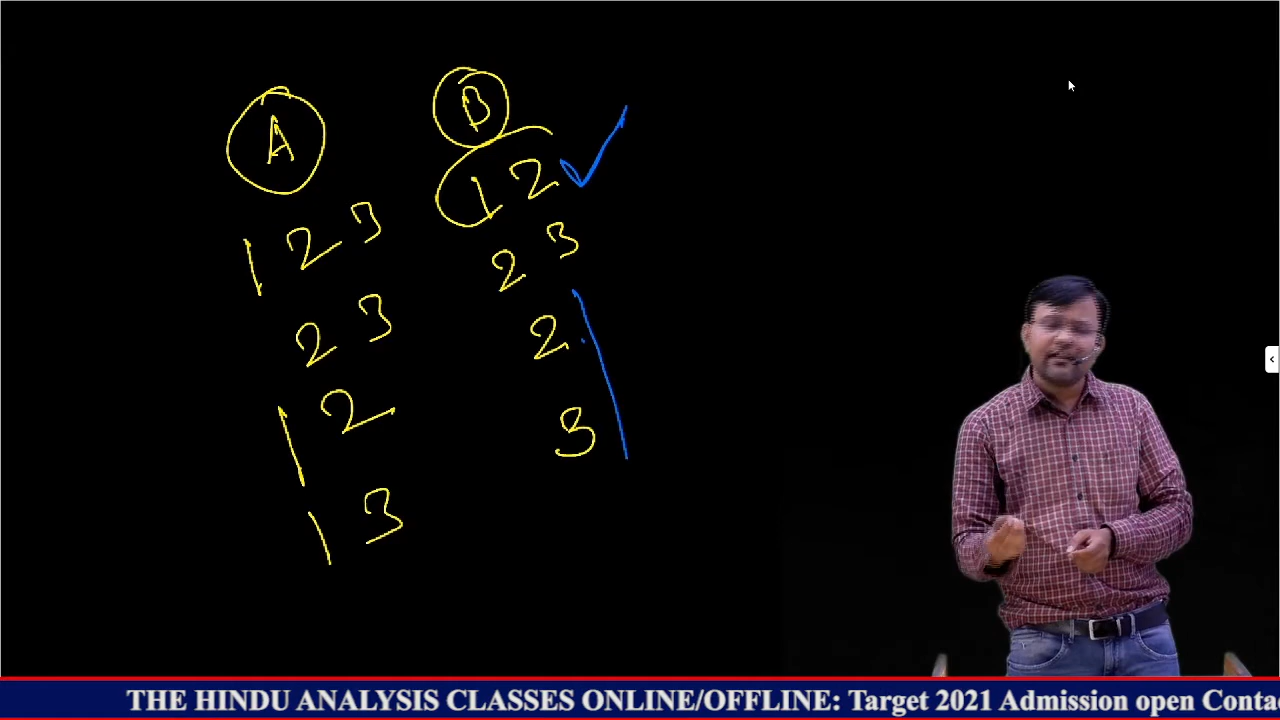 A
1 2 3
2 3
1 2
1 3
B
1 2
2 3
2
3
THE HINDU ANALYSIS CLASSES ONLINE/OFFLINE: Target 2021 Admission open Conta